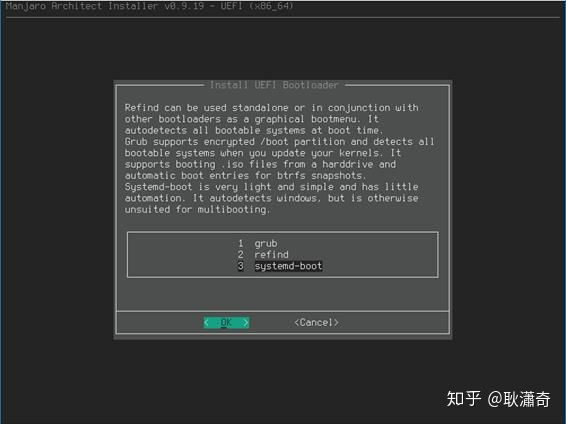 Manjaro Architect Installer v0.9.19 - UEFI (x86_64)
Install UEFI Bootloader
Refind can be used standalone or in conjunction with
other bootloaders as a graphical bootmenu. It
autodetects all bootable systems at boot time.
Grub supports encrypted /boot partition and detects all
bootable systems when you update your kernels. It
supports booting .iso files from a harddrive and
automatic boot entries for btrfs snapshots.
Systemd-boot is very light and simple and has little
automation. It autodetects windows, but is otherwise
unsuited for multibooting.
1 grub
2 refind
3 systemd-boot
< OK > <Cancel>
知乎 @耿瀟奇